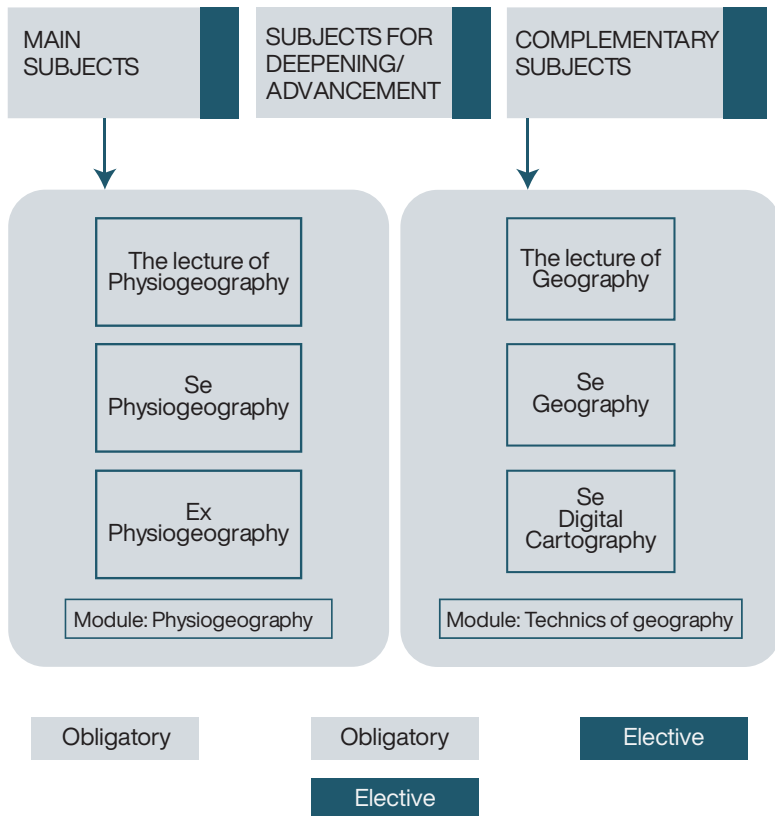 MAIN
SUBJECTS
SUBJECTS FOR
DEEPENING/
ADVANCEMENT
COMPLEMENTARY
SUBJECTS
The lecture of
Physiogeography
Se
Physiogeography
Ex
Physiogeography
Module: Physiogeography
The lecture of
Geography
Se
Geography
Se
Digital
Cartography
Module: Technics of geography
Obligatory
Obligatory
Elective
Elective